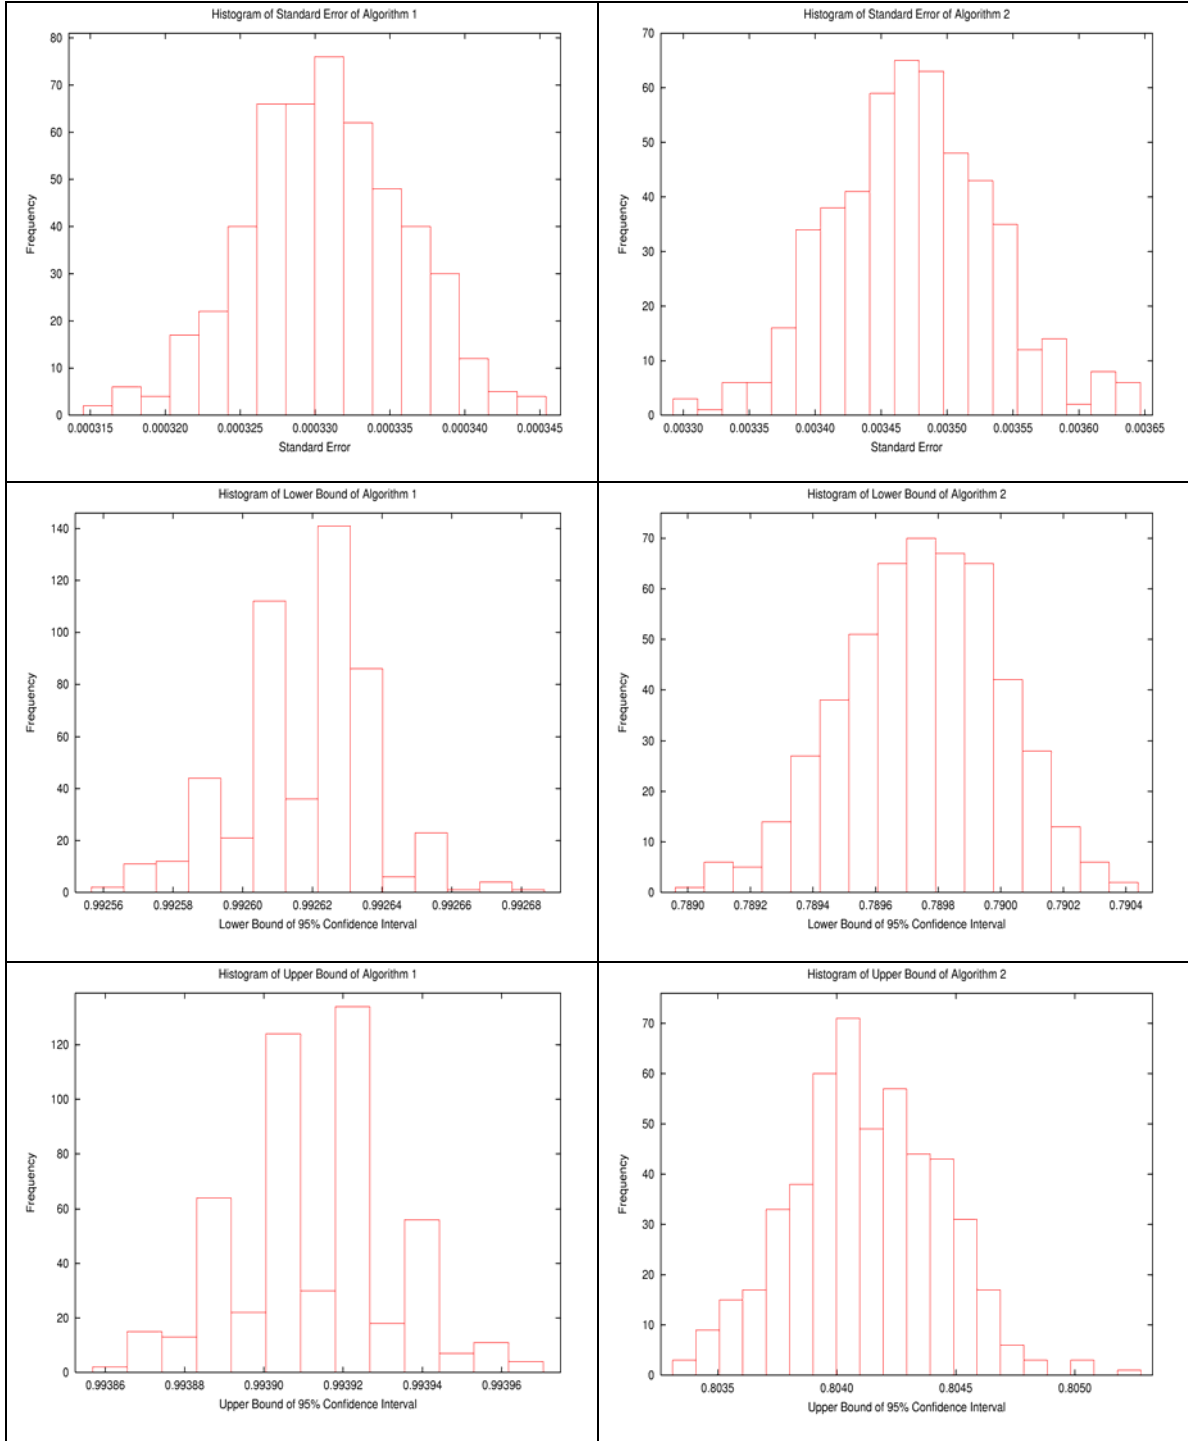 Histogram of Standard Error of Algorithm 1
80
70
60
50
40
30
20
10
0
Frequency
0.000315 0.000320 0.000325 0.000330 0.000335 0.000340 0.000345
Standard Error
Histogram of Standard Error of Algorithm 2
70
60
50
40
30
20
10
0
Frequency
0.00330 0.00335 0.00340 0.00345 0.00350 0.00355 0.00360 0.00365
Standard Error
Histogram of Lower Bound of Algorithm 1
140
120
100
80
60
40
20
0
Frequency
0.99256 0.99258 0.99260 0.99262 0.99264 0.99266 0.99268
Lower Bound of 95% Confidence Interval
Histogram of Lower Bound of Algorithm 2
70
60
50
40
30
20
10
0
Frequency
0.7890 0.7892 0.7894 0.7896 0.7898 0.7900 0.7902 0.7904
Lower Bound of 95% Confidence Interval
Histogram of Upper Bound of Algorithm 1
120
100
80
60
40
20
0
Frequency
0.99386 0.99388 0.99390 0.99392 0.99394 0.99396
Upper Bound of 95% Confidence Interval
Histogram of Upper Bound of Algorithm 2
70
60
50
40
30
20
10
0
Frequency
0.8035 0.8040 0.8045 0.8050
Upper Bound of 95% Confidence Interval